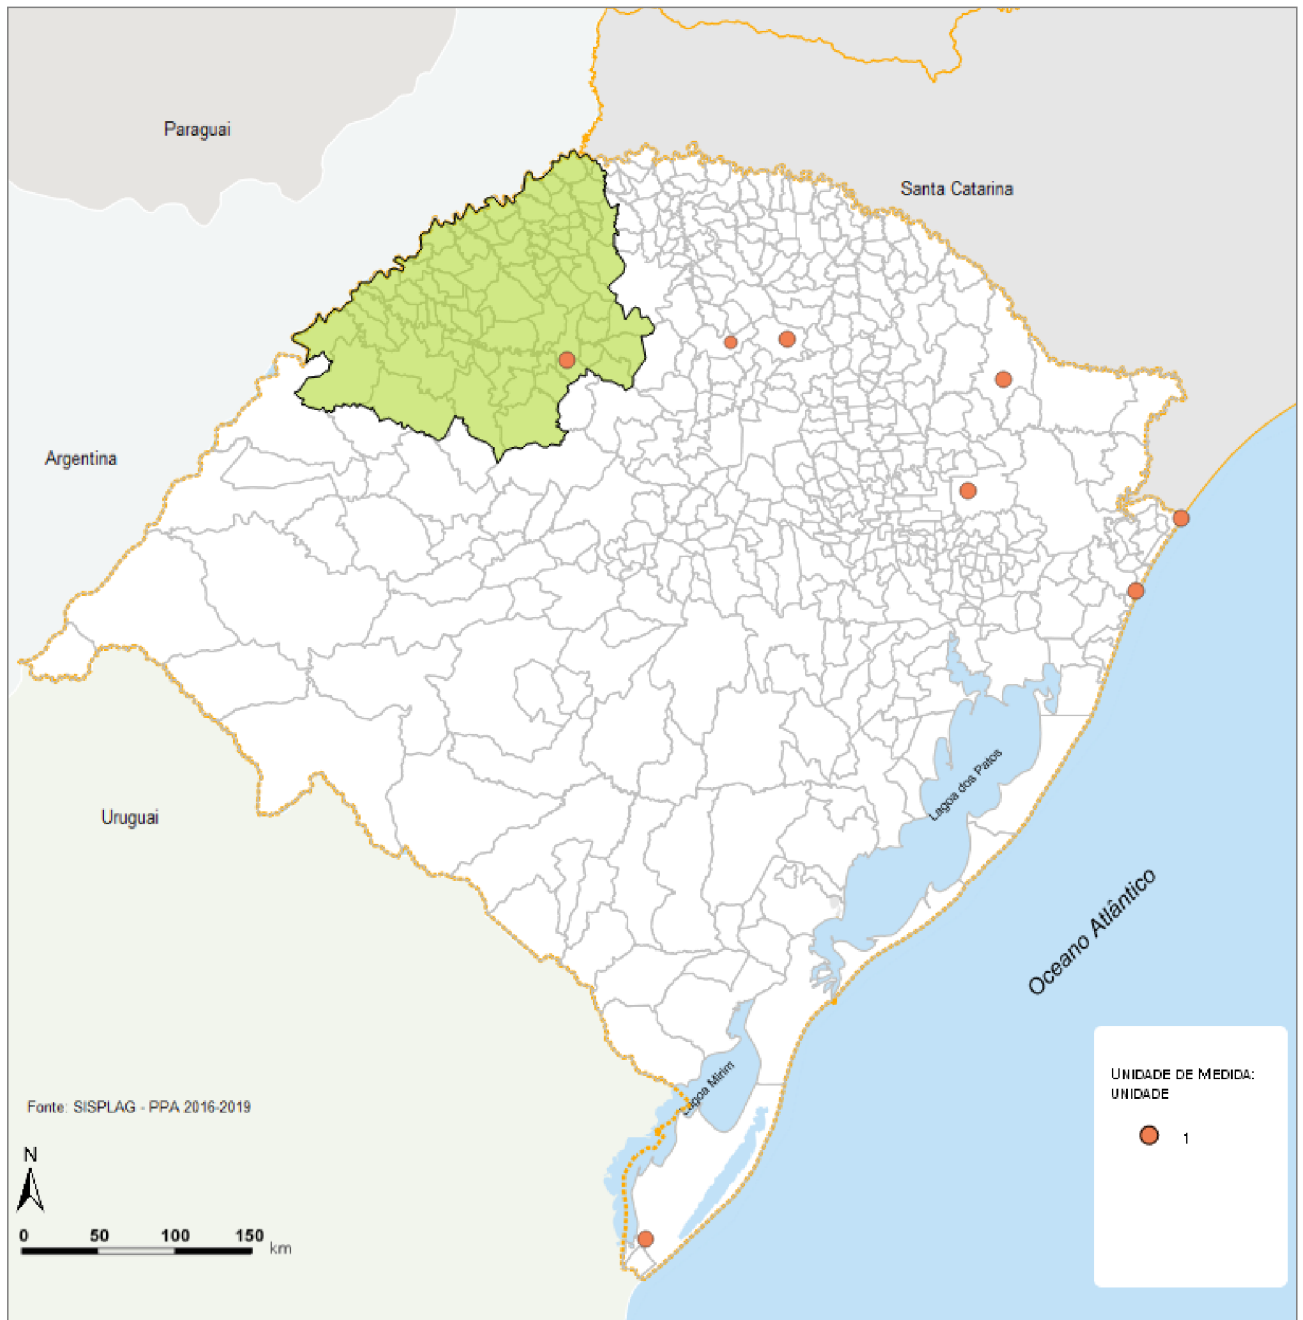 Paraguai
Santa Catarina
Argentina
Lagoa dos Patos
Uruguai
Oceano Atlântico
Lagoa Mirim
UNIDADE DE MEDIDA:
UNIDADE
1
Fonte: SISPLAG - PPA 2016-2019
N
0 50 100 150 km